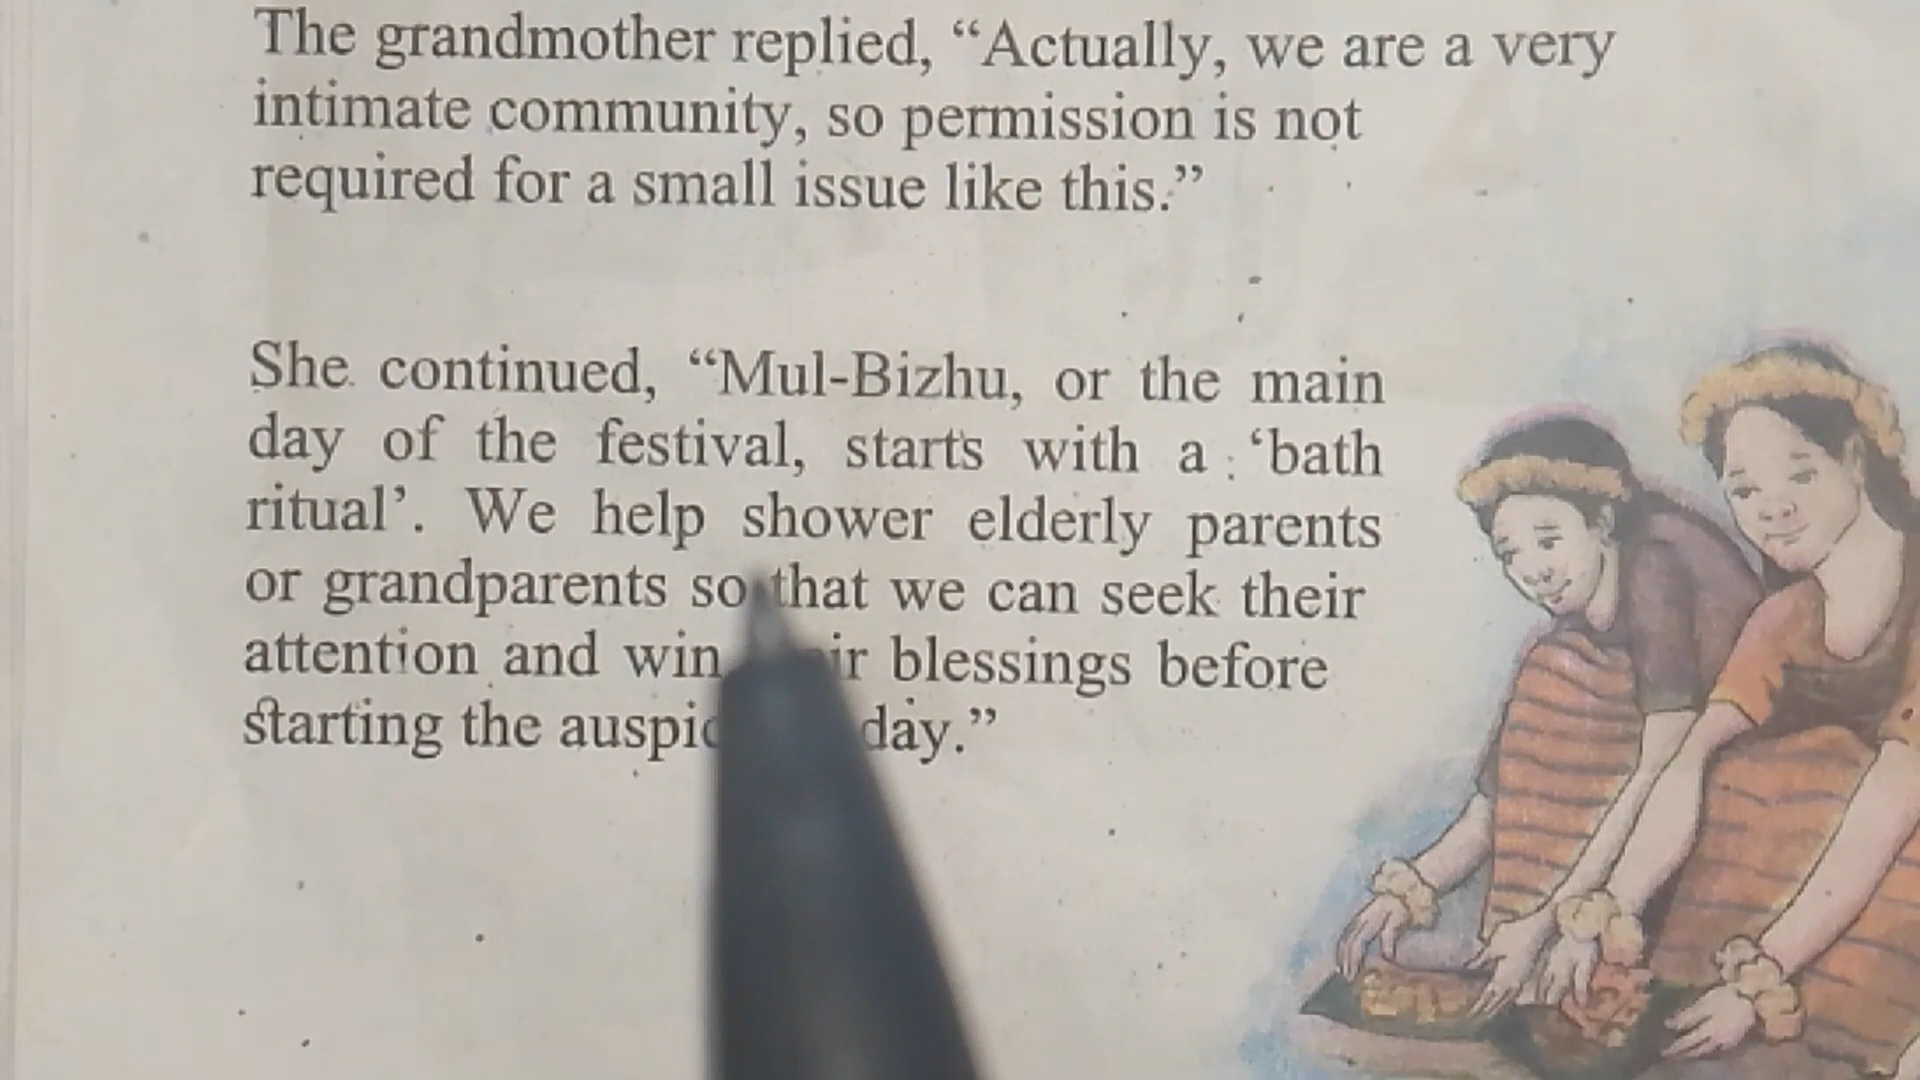 The grandmother replied, “Actually, we are a very
intimate community, so permission is not
required for a small issue like this.”
She continued, “Mul-Bizhu, or the main
day of the festival, starts with a ‘bath
ritual’. We help shower elderly parents
or grandparents so that we can seek their
attention and win blessings before
starting the day.”